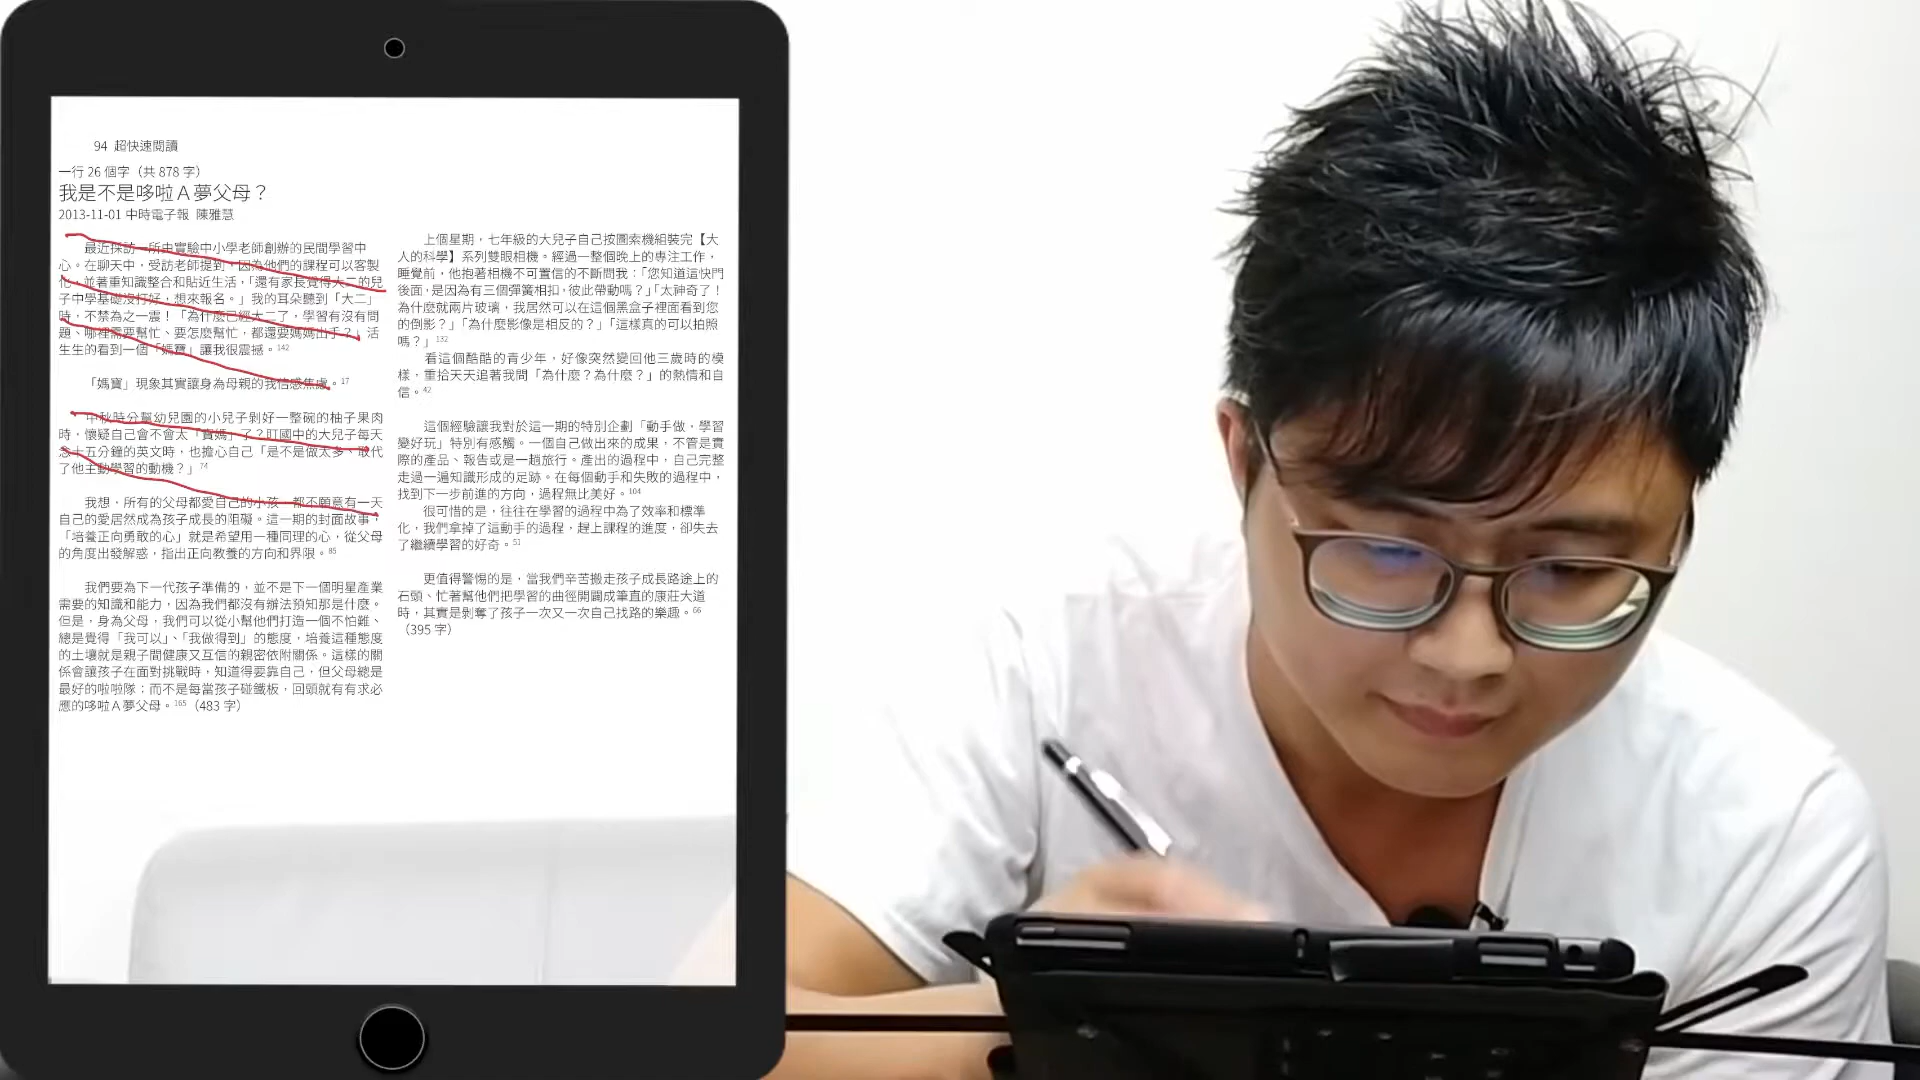 94 超快速閱讀
一行 26 個字（共 878 字）
我是不是哆啦Ａ夢父母？
2013-11-01 中時電子報 陳雅慧
最近採訪一所由實驗中小學老師創辦的民間學習中
心。在聊天中，受訪老師提到，因為他們的課程可以客製
化，並著重知識整合和貼近生活，「還有家長覺得大二的兒
子中學基礎沒打好，想來報名。」我的耳朵聽到「大二」
時，不禁為之一震！「為什麼已經大二了，學習有沒有問
題、哪裡需要幫忙、要怎麼幫忙，都還要媽媽出手？」活
生生的看到一個「媽寶」讓我很震撼。142
「媽寶」現象其實讓身為母親的我倍感焦慮。17
中秋時分幫幼兒園的小兒子剝好一整碗的柚子果肉
時，懷疑自己會不會太「寶媽」了？盯國中的大兒子每天
念十五分鐘的英文時，也擔心自己「是不是做太多、取代
了他主動學習的動機？」74
我想，所有的父母都愛自己的小孩，都不願意有一天
自己的愛居然成為孩子成長的阻礙。這一期的封面故事，
「培養正向勇敢的心」就是希望用一種同理的心，從父母
的角度出發解惑，指出正向教養的方向和界限。85
我們要為下一代孩子準備的，並不是下一個明星產業
需要的知識和能力，因為我們都沒有辦法預知那是什麼。
但是，身為父母，我們可以從小幫他們打造一個不怕難、
總是覺得「我可以」、「我做得到」的態度，培養這種態度
的土壤就是親子間健康又互信的親密依附關係。這樣的關
係會讓孩子在面對挑戰時，知道得要靠自己，但父母總是
最好的啦啦隊；而不是每當孩子碰鐵板，回頭就有有求必
應的哆啦Ａ夢父母。165（483 字）
上個星期，七年級的大兒子自己按圖索機組裝完【大
人的科學】系列雙眼相機。經過一整個晚上的專注工作，
睡覺前，他抱著相機不可置信的不斷問我：「您知道這快門
後面，是因為有三個彈簧相扣，彼此帶動嗎？」「太神奇了！
為什麼就兩片玻璃，我居然可以在這個黑盒子裡面看到您
的倒影？」「為什麼影像是相反的？」「這樣真的可以拍照
嗎？」132
看這個酷酷的青少年，好像突然變回他三歲時的模
樣，重拾天天追著我問「為什麼？為什麼？」的熱情和自
信。42
這個經驗讓我對於這一期的特別企劃「動手做，學習
變好玩」特別有感觸。一個自己做出來的成果，不管是實
際的產品、報告或是一趟旅行。產出的過程中，自己完整
走過一遍知識形成的足跡。在每個動手和失敗的過程中，
找到下一步前進的方向，過程無比美好。104
很可惜的是，往往在學習的過程中為了效率和標準
化，我們拿掉了這動手的過程，趕上課程的進度，卻失去
了繼續學習的好奇。51
更值得警惕的是，當我們辛苦搬走孩子成長路途上的
石頭、忙著幫他們把學習的曲徑開闢成筆直的康莊大道
時，其實是剝奪了孩子一次又一次自己找路的樂趣。66
（395 字）